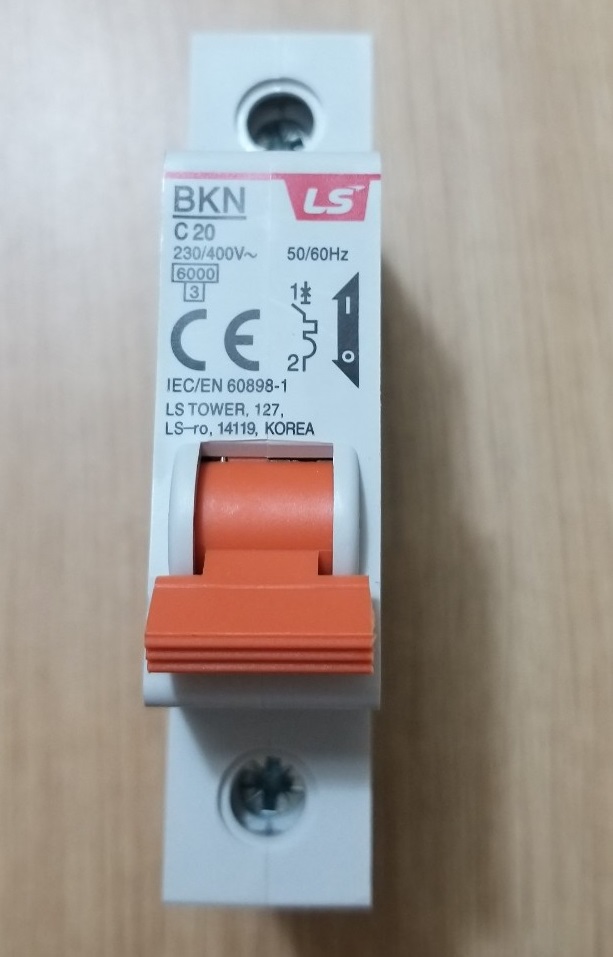 BKN LS
C 20
230/400V~ 50/60Hz
6000
3
1
CE
2
I
O
IEC/EN 60898-1
LS TOWER, 127,
LS-ro, 14119, KOREA